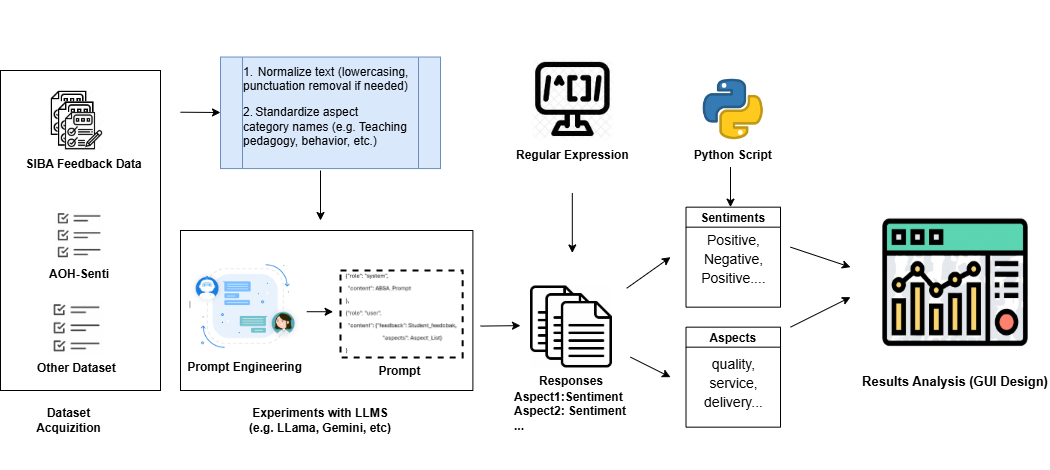 1. Normalize text (lowercasing,
punctuation removal if needed)
2. Standardize aspect
category names (e.g. Teaching
pedagogy, behavior, etc.)
SIBA Feedback Data
AOH-Senti
Other Dataset
Dataset
Acquizition
Prompt Engineering
{"role": "system",
"content": ABSA. Prompt
},
{"role": "user",
"content": {"feedback": Student_feedcbak,
"aspects": Aspect_List}
}
Prompt
Experiments with LLMS
(e.g. LLama, Gemini, etc)
/^[]/
Regular Expression
Responses
Aspect1:Sentiment
Aspect2: Sentiment
...
Python Script
Sentiments
Positive,
Negative,
Positive....
Aspects
quality,
service,
delivery...
Results Analysis (GUI Design)